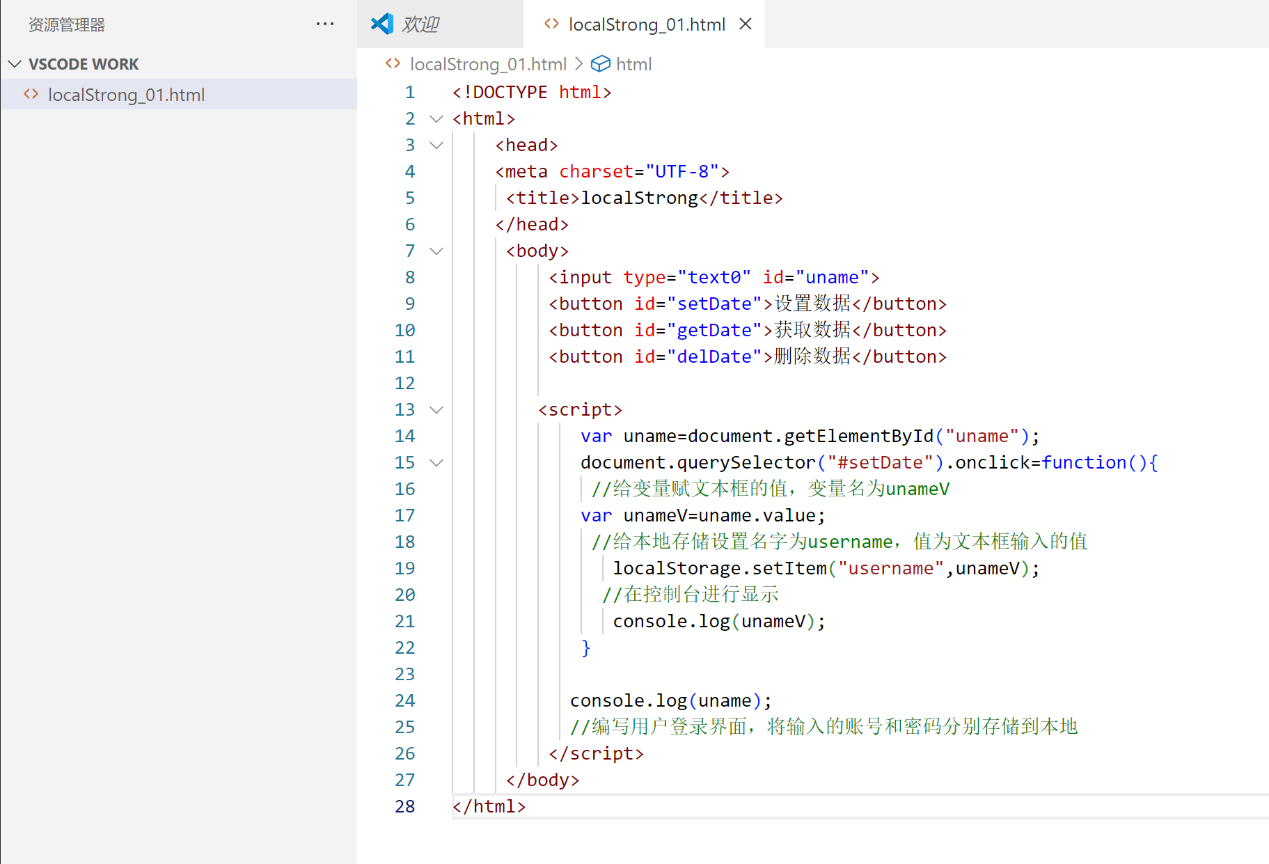 资源管理器 ···
VSCODE WORK
localStrong_01.html
欢迎
localStrong_01.html
localStrong_01.html > html
1 <!DOCTYPE html>
2 <html>
3 <head>
4 <meta charset="UTF-8">
5 <title>localStrong</title>
6 </head>
7 <body>
8 <input type="text0" id="uname">
9 <button id="setDate">设置数据</button>
10 <button id="getDate">获取数据</button>
11 <button id="delDate">删除数据</button>
12
13 <script>
14 var uname=document.getElementById("uname");
15 document.querySelector("#setDate").onclick=function(){
16 //给变量赋文本框的值，变量名为unameV
17 var unameV=uname.value;
18 //给本地存储设置名字为username，值为文本框输入的值
19 localStorage.setItem("username",unameV);
20 //在控制台进行显示
21 console.log(unameV);
22 }
23
24 console.log(uname);
25 //编写用户登录界面，将输入的账号和密码分别存储到本地
26 </script>
27 </body>
28 </html>